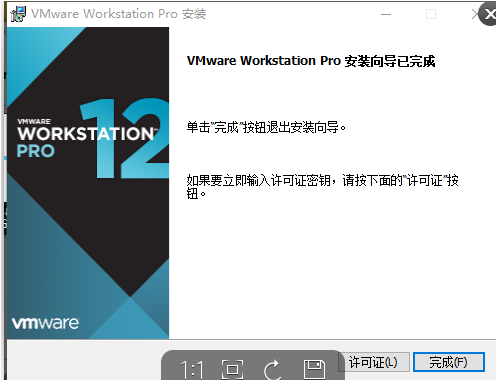 VMware Workstation Pro 安装
VMware Workstation Pro 安装向导已完成
VMWARE
WORKSTATION™
PRO 12
单击"完成"按钮退出安装向导。
如果要立即输入许可证密钥，请按下面的"许可证"按
钮。
vmware
1:1
许可证(L)
完成(F)